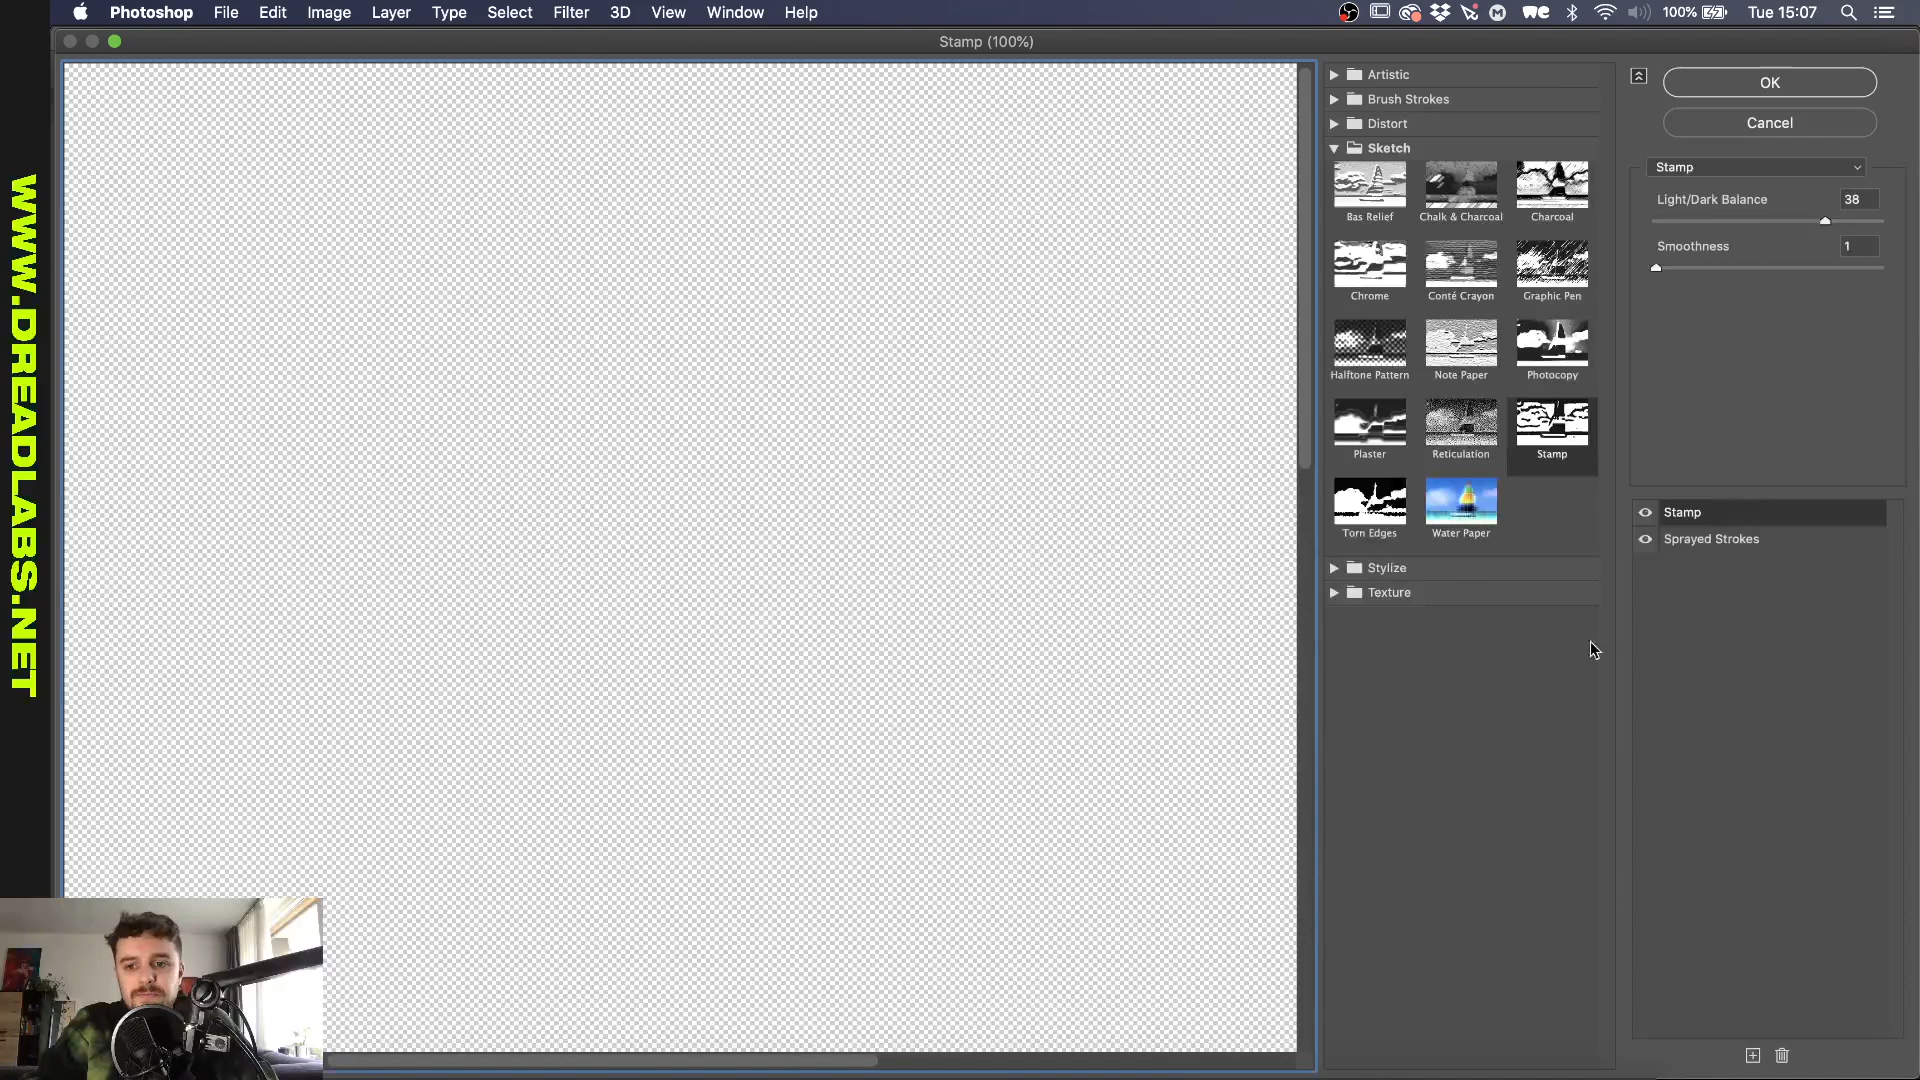 Photoshop File Edit Image Layer Type Select Filter 3D View Window Help 100% Tue 15:07
Stamp (100%)
WWW.DREADLABS.NET
Artistic
Brush Strokes
Distort
Sketch
Bas Relief Chalk & Charcoal Charcoal
Chrome Conté Crayon Graphic Pen
Halftone Pattern Note Paper Photocopy
Plaster Reticulation Stamp
Torn Edges Water Paper
Stylize
Texture
OK
Cancel
Stamp
Light/Dark Balance 38
Smoothness 1
Stamp
Sprayed Strokes